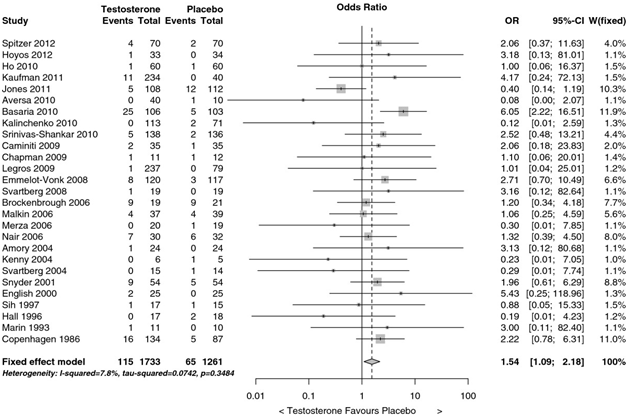 Testosterone Placebo Odds Ratio
Study Events Total Events Total OR 95%-CI W(fixed)
Spitzer 2012 4 70 2 70 2.06 [0.37; 11.63] 4.0%
Hoyos 2012 1 33 0 34 3.18 [0.13; 81.01] 1.1%
Ho 2010 1 60 1 60 1.00 [0.06; 16.37] 1.5%
Kaufman 2011 11 234 0 40 4.17 [0.24; 72.13] 1.5%
Jones 2011 5 108 12 112 0.40 [0.14; 1.19] 10.3%
Aversa 2010 0 40 1 10 0.08 [0.00; 2.07] 1.1%
Basaria 2010 25 106 5 103 6.05 [2.22; 16.51] 11.9%
Kalinchenko 2010 0 113 2 71 0.12 [0.01; 2.59] 1.3%
Srinivas-Shankar 2010 5 138 2 136 2.52 [0.48; 13.21] 4.4%
Caminiti 2009 2 35 1 35 2.06 [0.18; 23.83] 2.0%
Chapman 2009 1 11 1 12 1.10 [0.06; 20.01] 1.4%
Legros 2009 1 237 0 79 1.01 [0.04; 25.01] 1.1%
Emmelot-Vonk 2008 8 120 3 117 2.71 [0.70; 10.49] 6.6%
Svartberg 2008 1 19 0 19 3.16 [0.12; 82.64] 1.1%
Brockenbrough 2006 9 19 9 21 1.20 [0.34; 4.18] 7.7%
Malkin 2006 4 37 4 39 1.06 [0.25; 4.59] 5.6%
Merza 2006 0 20 1 19 0.30 [0.01; 7.85] 1.1%
Nair 2006 7 30 6 32 1.32 [0.39; 4.50] 8.0%
Amory 2004 1 24 0 24 3.13 [0.12; 80.68] 1.1%
Kenny 2004 0 6 1 5 0.23 [0.01; 7.05] 1.0%
Svartberg 2004 0 15 1 14 0.29 [0.01; 7.74] 1.1%
Snyder 2001 9 54 5 54 1.96 [0.61; 6.29] 8.8%
English 2000 2 25 0 25 5.43 [0.25; 118.96] 1.3%
Sih 1997 1 17 1 15 0.88 [0.05; 15.33] 1.5%
Hall 1996 0 17 2 18 0.19 [0.01; 4.23] 1.2%
Marin 1993 1 11 0 10 3.00 [0.11; 82.40] 1.1%
Copenhagen 1986 16 134 5 87 2.22 [0.78; 6.31] 11.0%
Fixed effect model 115 1733 65 1261 1.54 [1.09; 2.18] 100%
Heterogeneity: I-squared=7.8%, tau-squared=0.0742, p=0.3484
0.01 0.1 1 10 100
< Testosterone Favours Placebo >